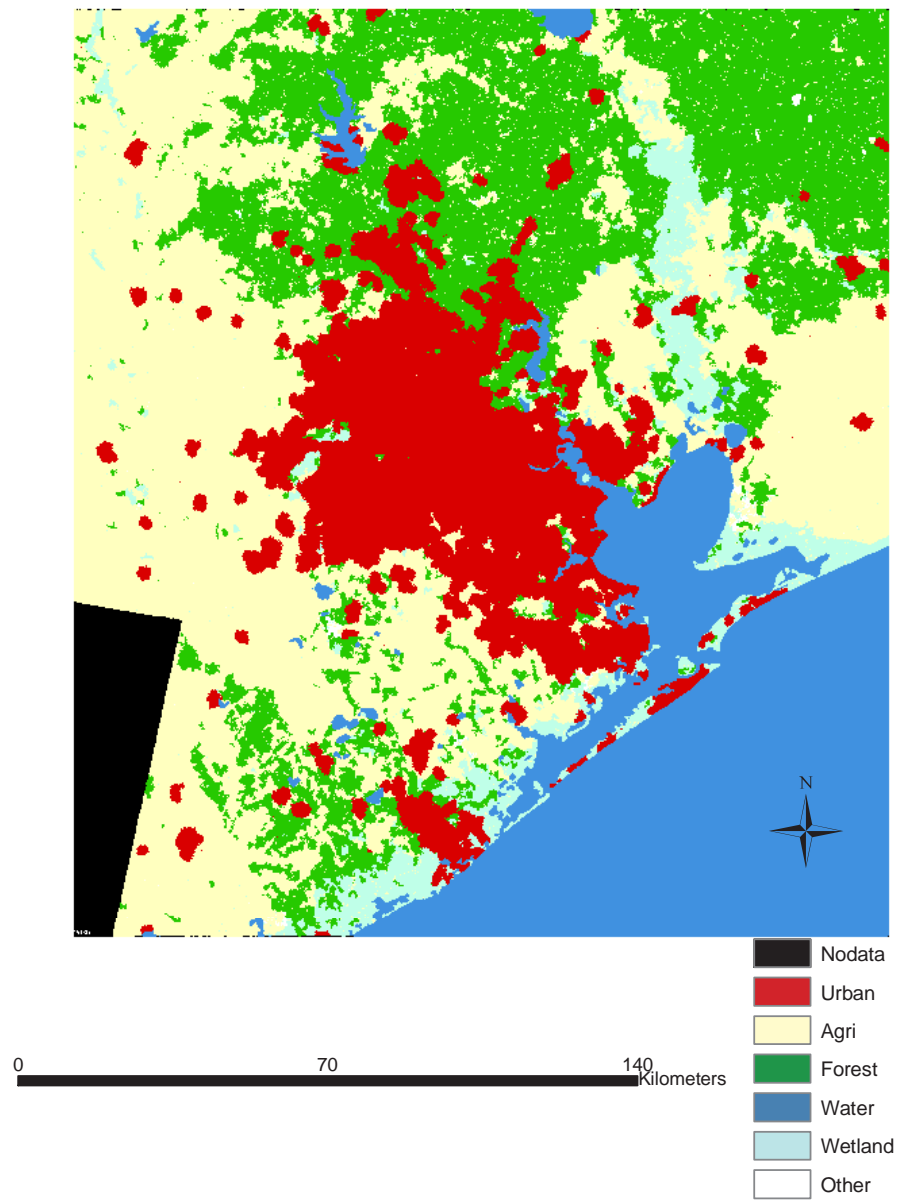 N
Nodata
Urban
Agri
Forest
Water
Wetland
Other
0 70 140
Kilometers